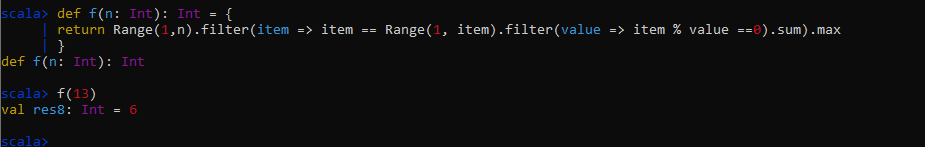 scala> def f(n: Int): Int = {
     | return Range(1,n).filter(item => item == Range(1, item).filter(value => item % value ==0).sum).max
     | }
def f(n: Int): Int
scala> f(13)
val res8: Int = 6
scala>